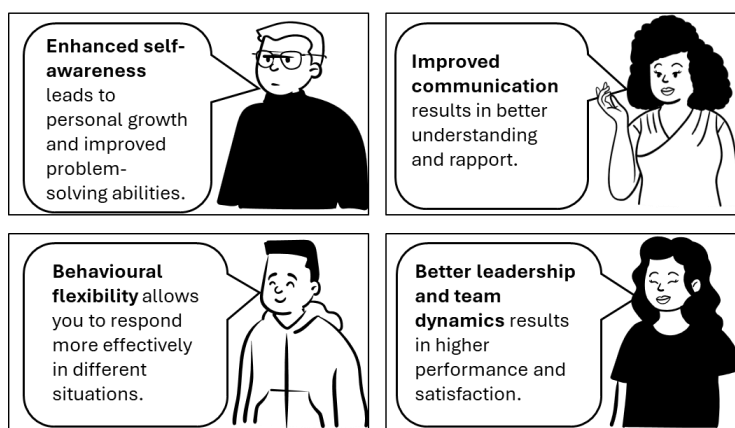 Enhanced self-
awareness
leads to
personal growth
and improved
problem-
solving abilities.
Improved
communication
results in better
understanding
and rapport.
Behavioural
flexibility allows
you to respond
more effectively
in different
situations.
Better leadership
and team
dynamics results
in higher
performance and
satisfaction.